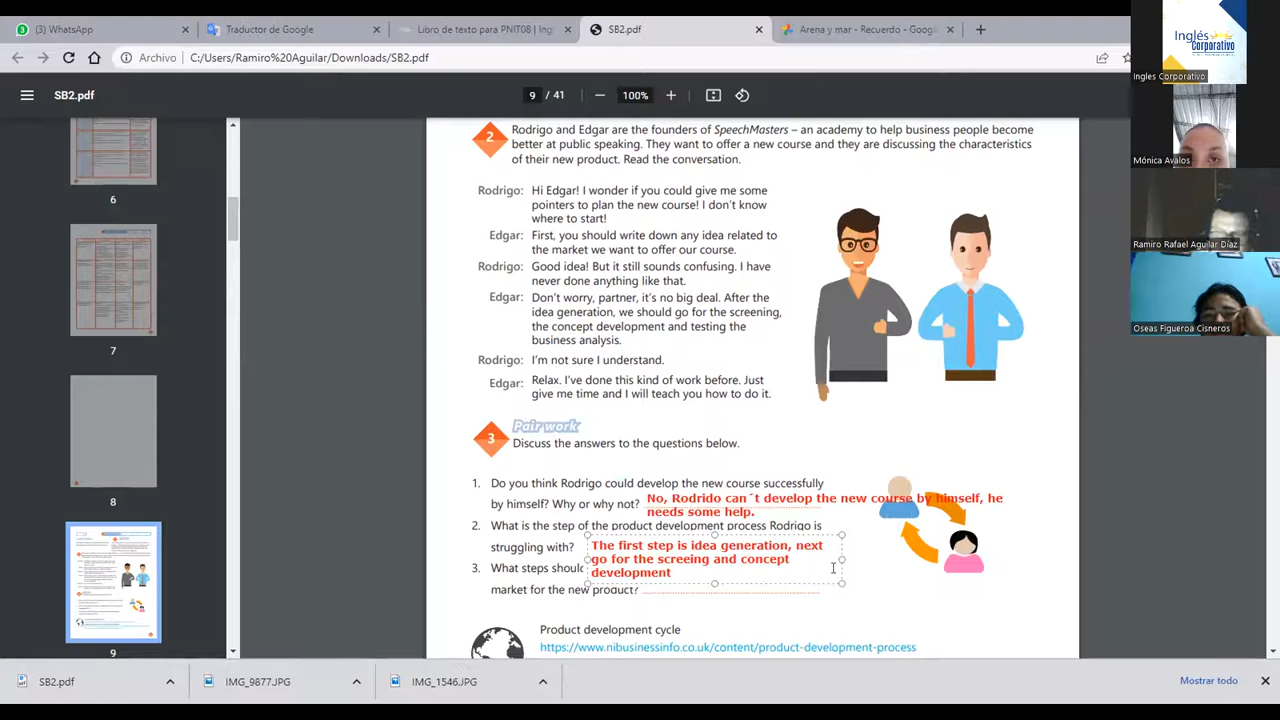 (3) WhatsApp
Traductor de Google
Libro de texto para PNIT08 | Ing
SB2.pdf
Arena y mar - Recuerdo - Googl
Archivo
C:/Users/Ramiro%20Aguilar/Downloads/SB2.pdf
SB2.pdf
9 / 41
100%
6
7
8
9
2
Rodrigo and Edgar are the founders of SpeechMasters – an academy to help business people become
better at public speaking. They want to offer a new course and they are discussing the characteristics
of their new product. Read the conversation.
Rodrigo: Hi Edgar! I wonder if you could give me some
pointers to plan the new course! I don't know
where to start!
Edgar: First, you should write down any idea related to
the market we want to offer our course.
Rodrigo: Good idea! But it still sounds confusing. I have
never done anything like that.
Edgar: Don't worry, partner, it's no big deal. After the
idea generation, we should go for the screening,
the concept development and testing the
business analysis.
Rodrigo: I'm not sure I understand.
Edgar: Relax. I've done this kind of work before. Just
give me time and I will teach you how to do it.
3
Pair work
Discuss the answers to the questions below.
1. Do you think Rodrigo could develop the new course successfully
by himself? Why or why not? No, Rodrido can´t develop the new course by himself, he
needs some help.
2. What is the step of the product development process Rodrigo is
struggling with? The first step is idea generation, next
go for the screeing and concept
development
3. What steps should
market for the new product?
Product development cycle
https://www.nibusinessinfo.co.uk/content/product-development-process
SB2.pdf
IMG_9877.JPG
IMG_1546.JPG
Mostrar todo
Inglés
Corporativo
Ingles Corporativo
Mónica Avalos
Ramiro Rafael Aguilar Díaz
Oseas Figueroa Cisneros